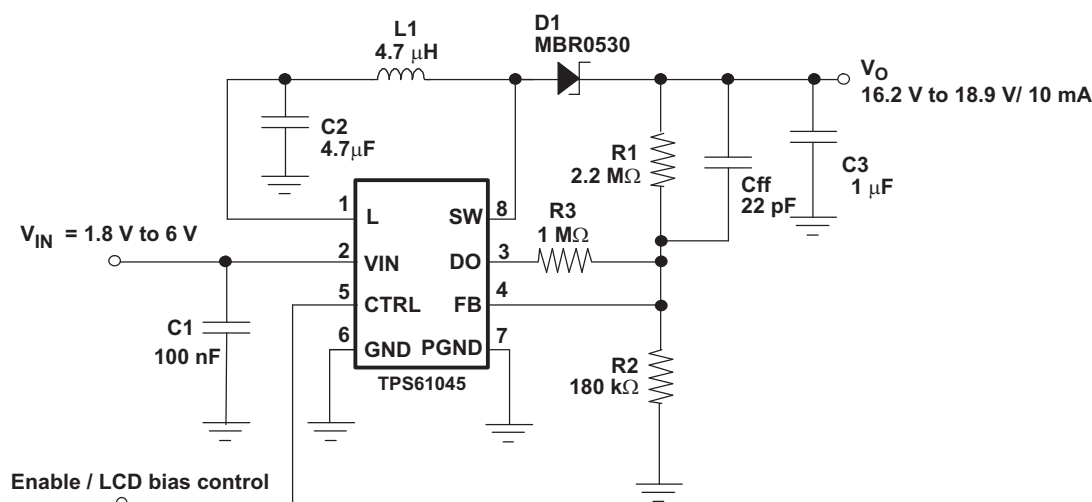 L1
4.7 μH
D1
MBR0530
VO
16.2 V to 18.9 V/ 10 mA
C2
4.7μF
R1
2.2 MΩ
Cff
22 pF
C3
1 μF
1
L
SW
8
R3
1 MΩ
VIN = 1.8 V to 6 V
2
VIN
DO
3
5
CTRL
FB
4
C1
100 nF
6
GND
PGND
7
TPS61045
R2
180 kΩ
Enable / LCD bias control